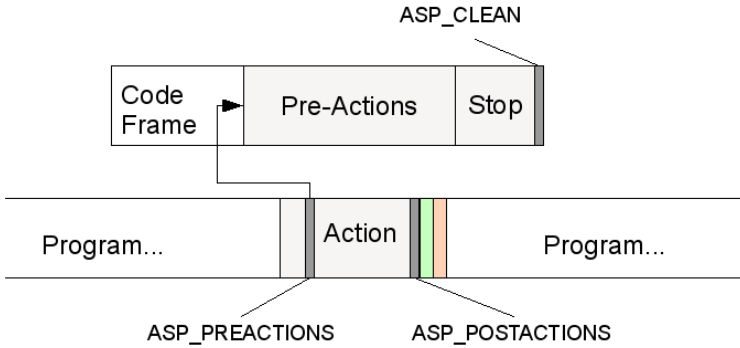 ASP_CLEAN
Code
Frame
Pre-Actions
Stop
Program...
Action
Program...
ASP_PREACTIONS
ASP_POSTACTIONS